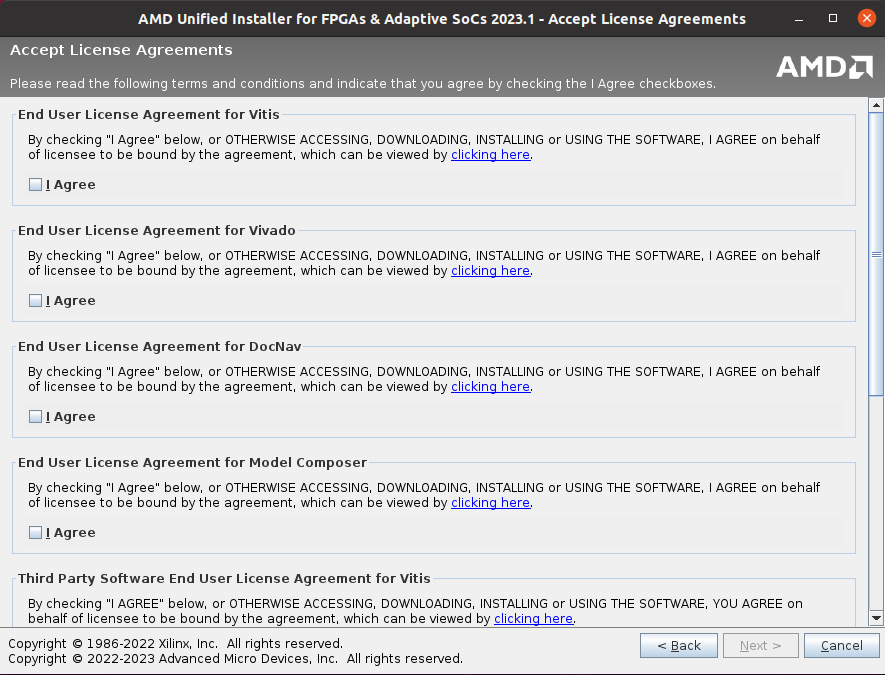 AMD Unified Installer for FPGAs & Adaptive SoCs 2023.1 - Accept License Agreements
Accept License Agreements
Please read the following terms and conditions and indicate that you agree by checking the I Agree checkboxes.
AMD
End User License Agreement for Vitis
By checking "I Agree" below, or OTHERWISE ACCESSING, DOWNLOADING, INSTALLING or USING THE SOFTWARE, I AGREE on behalf
of licensee to be bound by the agreement, which can be viewed by clicking here.
I Agree
End User License Agreement for Vivado
By checking "I Agree" below, or OTHERWISE ACCESSING, DOWNLOADING, INSTALLING or USING THE SOFTWARE, I AGREE on behalf
of licensee to be bound by the agreement, which can be viewed by clicking here.
I Agree
End User License Agreement for DocNav
By checking "I Agree" below, or OTHERWISE ACCESSING, DOWNLOADING, INSTALLING or USING THE SOFTWARE, I AGREE on behalf
of licensee to be bound by the agreement, which can be viewed by clicking here.
I Agree
End User License Agreement for Model Composer
By checking "I Agree" below, or OTHERWISE ACCESSING, DOWNLOADING, INSTALLING or USING THE SOFTWARE, I AGREE on behalf
of licensee to be bound by the agreement, which can be viewed by clicking here.
I Agree
Third Party Software End User License Agreement for Vitis
By checking "I AGREE" below, or OTHERWISE ACCESSING, DOWNLOADING, INSTALLING or USING THE SOFTWARE, YOU AGREE on
behalf of licensee to be bound by the agreement, which can be viewed by clicking here.
Copyright © 1986-2022 Xilinx, Inc.  All rights reserved.
Copyright © 2022-2023 Advanced Micro Devices, Inc.  All rights reserved.
< Back
Next >
Cancel